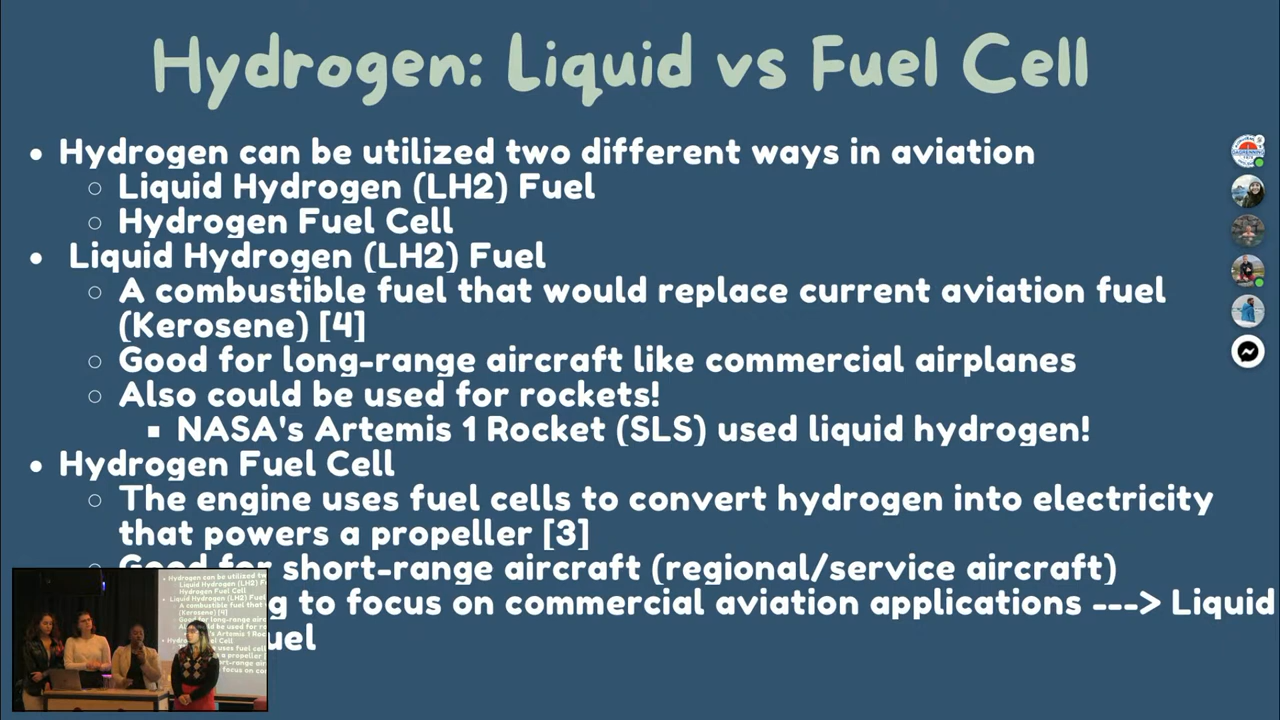 Hydrogen: Liquid vs Fuel Cell
Hydrogen can be utilized two different ways in aviation
Liquid Hydrogen (LH2) Fuel
Hydrogen Fuel Cell
Liquid Hydrogen (LH2) Fuel
A combustible fuel that would replace current aviation fuel
(Kerosene) [4]
Good for long-range aircraft like commercial airplanes
Also could be used for rockets!
NASA's Artemis 1 Rocket (SLS) used liquid hydrogen!
Hydrogen Fuel Cell
The engine uses fuel cells to convert hydrogen into electricity
that powers a propeller [3]
Good for short-range aircraft (regional/service aircraft)
to focus on commercial aviation applications ---> Liquid